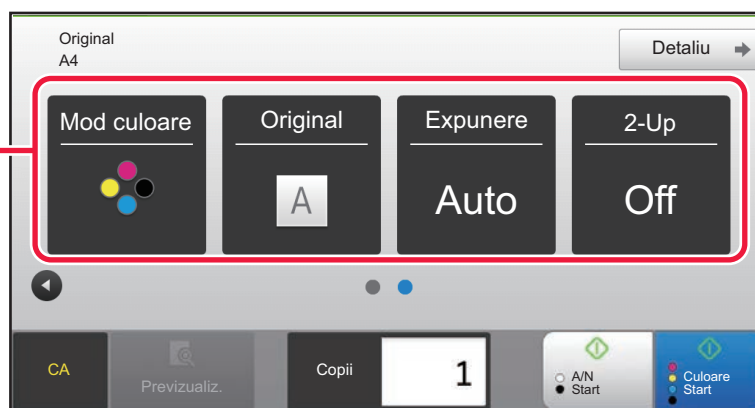 Original
A4
Detaliu
Mod culoare
Original
Expunere
2-Up
A
Auto
Off
CA
Previzualiz.
Copii
1
A/N
Start
Culoare
Start